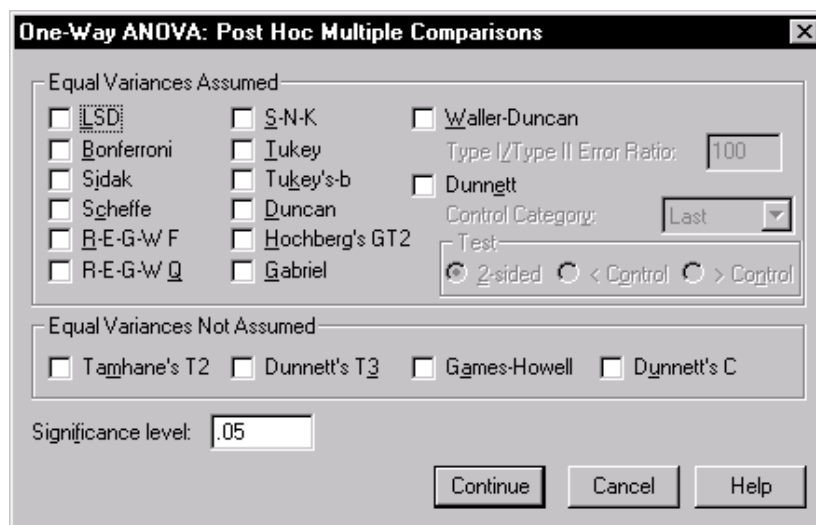 One-Way ANOVA: Post Hoc Multiple Comparisons
Equal Variances Assumed
LSD
Bonferroni
Sidak
Scheffe
R-E-G-W F
R-E-G-W Q
S-N-K
Tukey
Tukey's-b
Duncan
Hochberg's GT2
Gabriel
Waller-Duncan
Type I/Type II Error Ratio: 100
Dunnett
Control Category: Last
Test
2-sided < Control > Control
Equal Variances Not Assumed
Tamhane's T2 Dunnett's T3 Games-Howell Dunnett's C
Significance level: .05
Continue Cancel Help